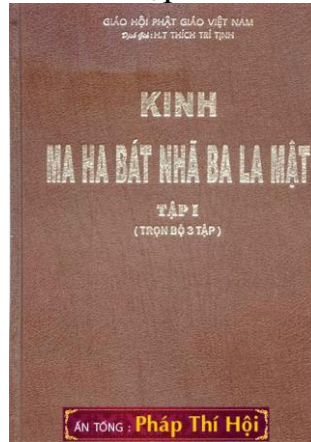 GIÁO HỘI PHẬT GIÁO VIỆT NAM
Dịch giả: H.T THÍCH TRÍ TỊNH
KINH
MA HA BÁT NHÃ BA LA MẬT
TẬP I
(TRỌN BỘ 3 TẬP)
ẤN TỐNG : Pháp Thí Hội